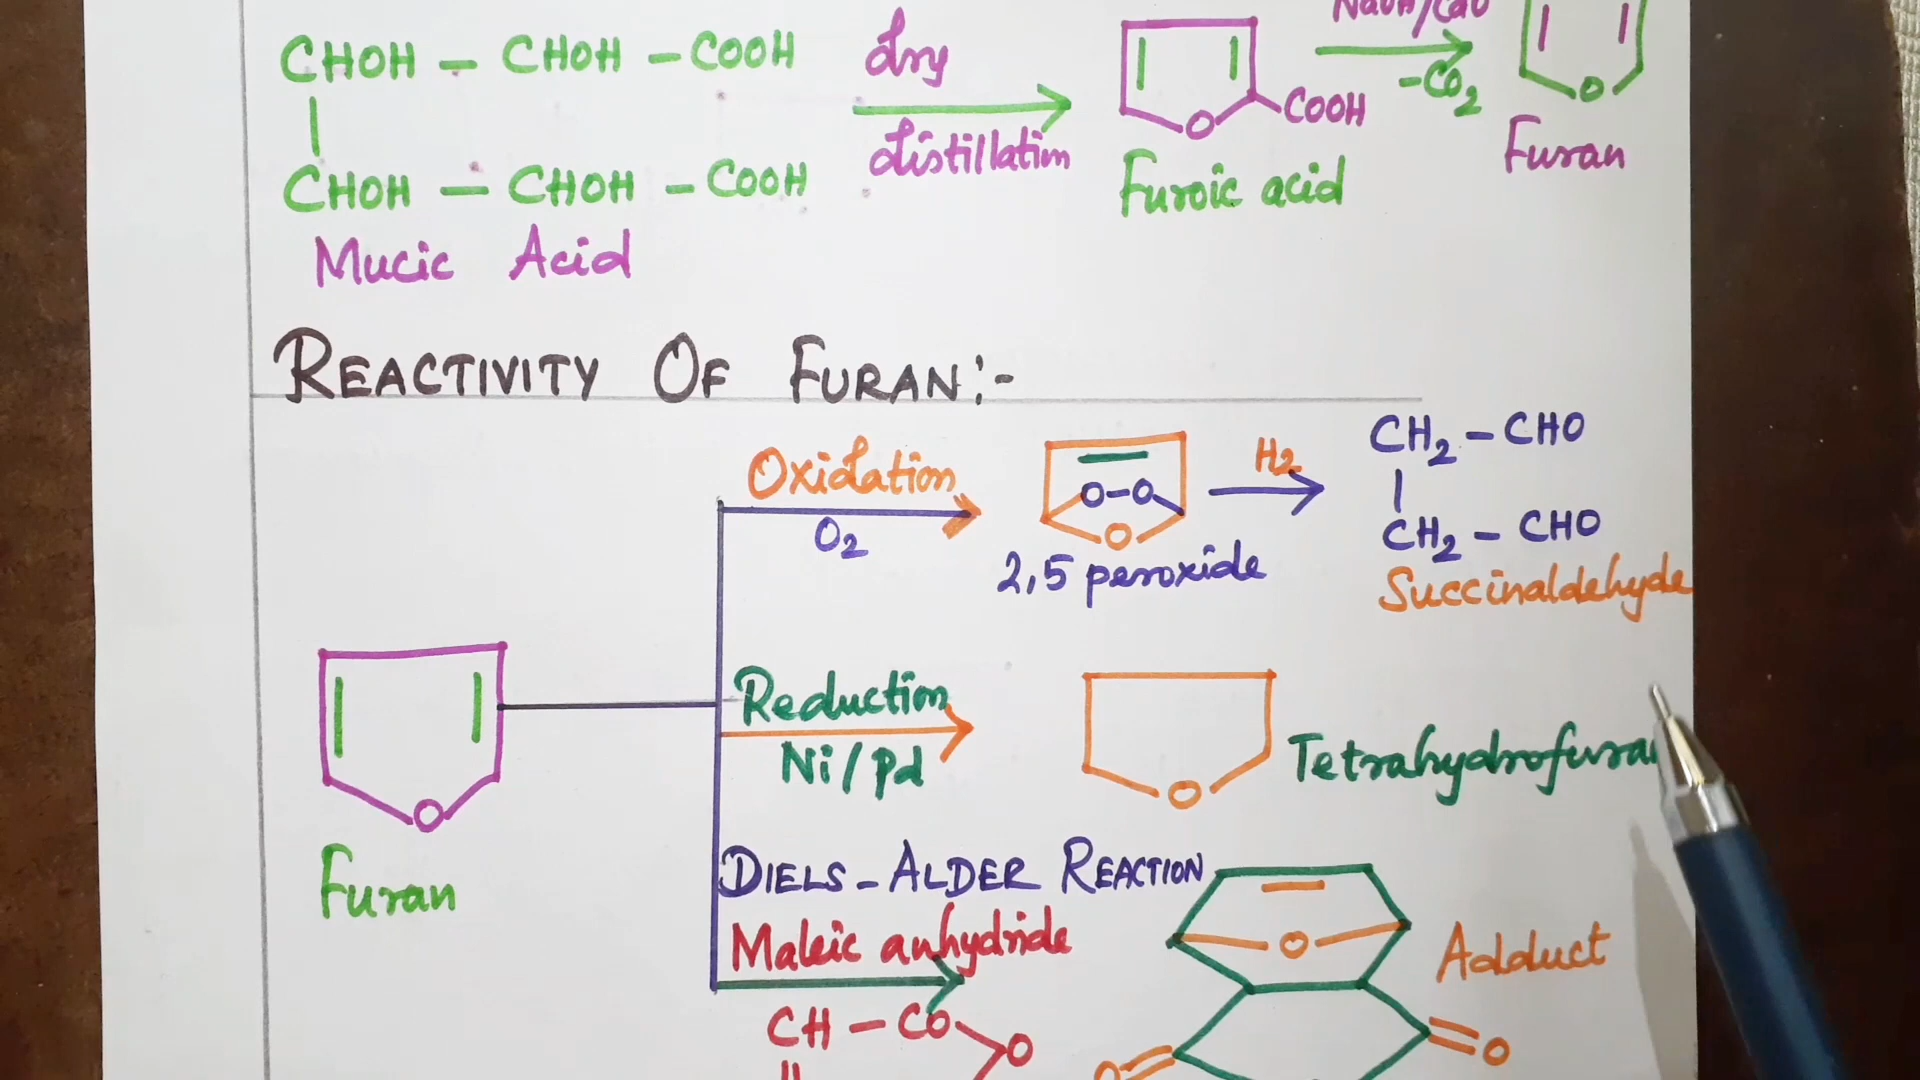 CHOH - CHOH - COOH
|
CHOH - CHOH - COOH
Mucic Acid
dry
distillation
O
COOH
Furoic acid
NaOH/CaO
-CO2
O
Furan
REACTIVITY OF FURAN:-
Oxidation
O2
O-O
O
2,5 peroxide
H2
CH2 - CHO
|
CH2 - CHO
Succinaldehyde
O
Furan
Reduction
Ni/Pd
O
Tetrahydrofuran
DIELS-ALDER REACTION
Maleic anhydride
CH - CO
O
O
Adduct
O
O